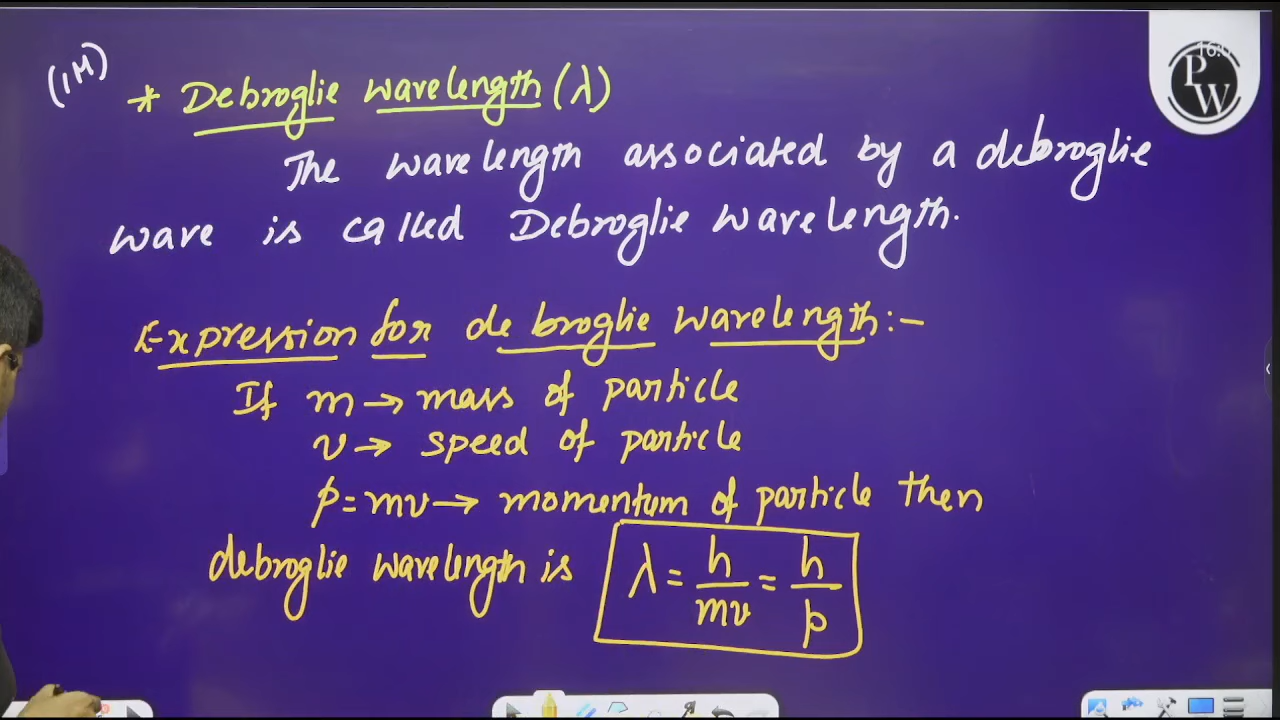 (1M)
* Debroglie wavelength (λ)
The wavelength associated by a debroglie
wave is called Debroglie wavelength.
Expression for de broglie wavelength:-
If m → mass of particle
v → speed of particle
p = mv → momentum of particle then
debroglie wavelength is λ = h/mv = h/p
PW